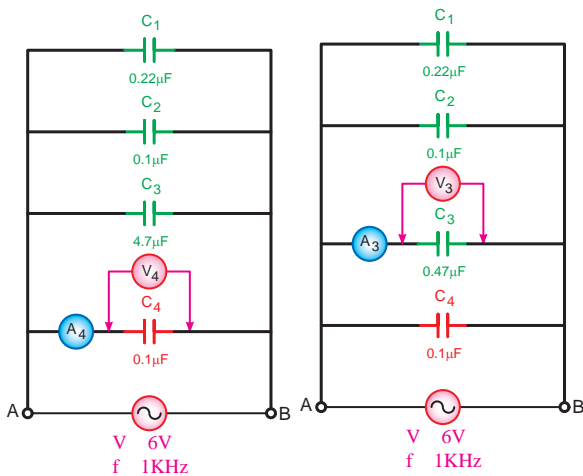 C1
0.22µF
C2
0.1µF
C3
4.7µF
V4
C4
A4
0.1µF
A
B
V 6V
f 1KHz
C1
0.22µF
C2
0.1µF
V3
C3
A3
0.47µF
C4
0.1µF
A
B
V 6V
f 1KHz